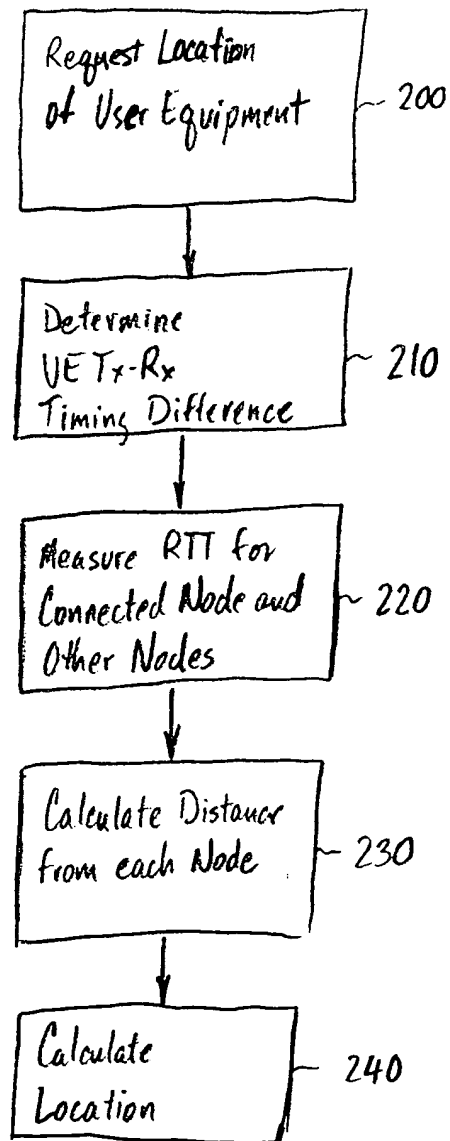 Request Location
of User Equipment
200
Determine
UE Tx-Rx
Timing Difference
210
Measure RTT for
Connected Node and
Other Nodes
220
Calculate Distance
from each Node
230
Calculate
Location
240